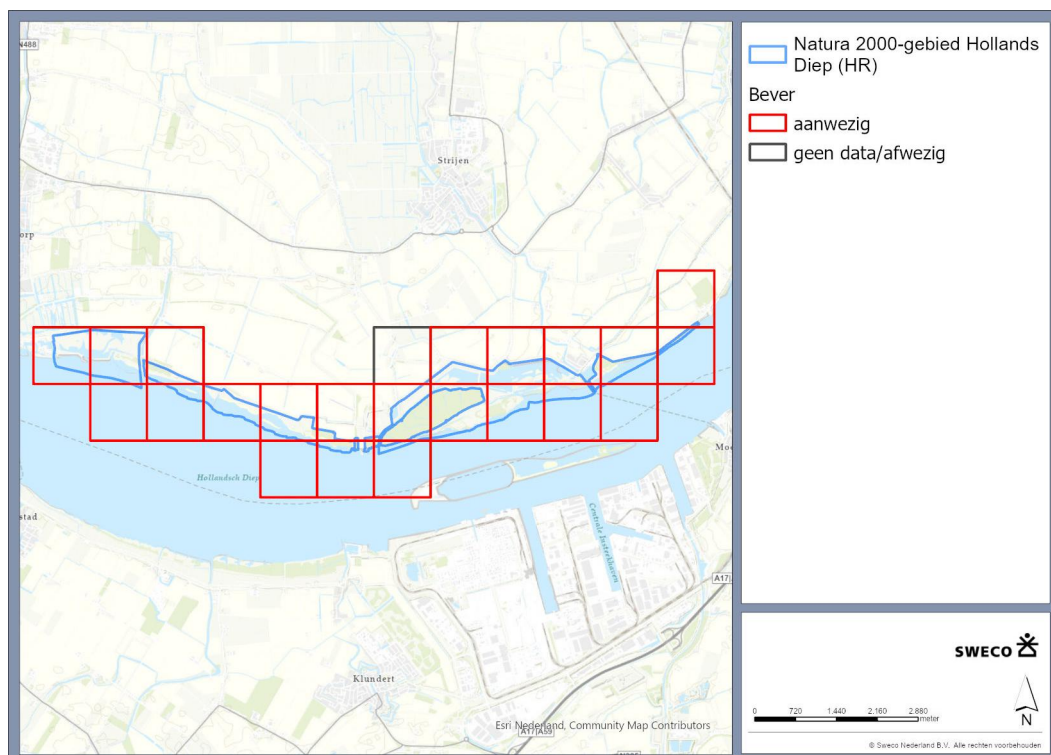 N488
Strijen
orp
Hollandsch Diep
stad
Centrale Insteekhaven
Moe
A17|A
Klundert
A17|A59
Esri Nederland, Community Map Contributors
Natura 2000-gebied Hollands
Diep (HR)
Bever
aanwezig
geen data/afwezig
SWECO
0 720 1.440 2.160 2.880
meter
N
© Sweco Nederland B.V. Alle rechten voorbehouden